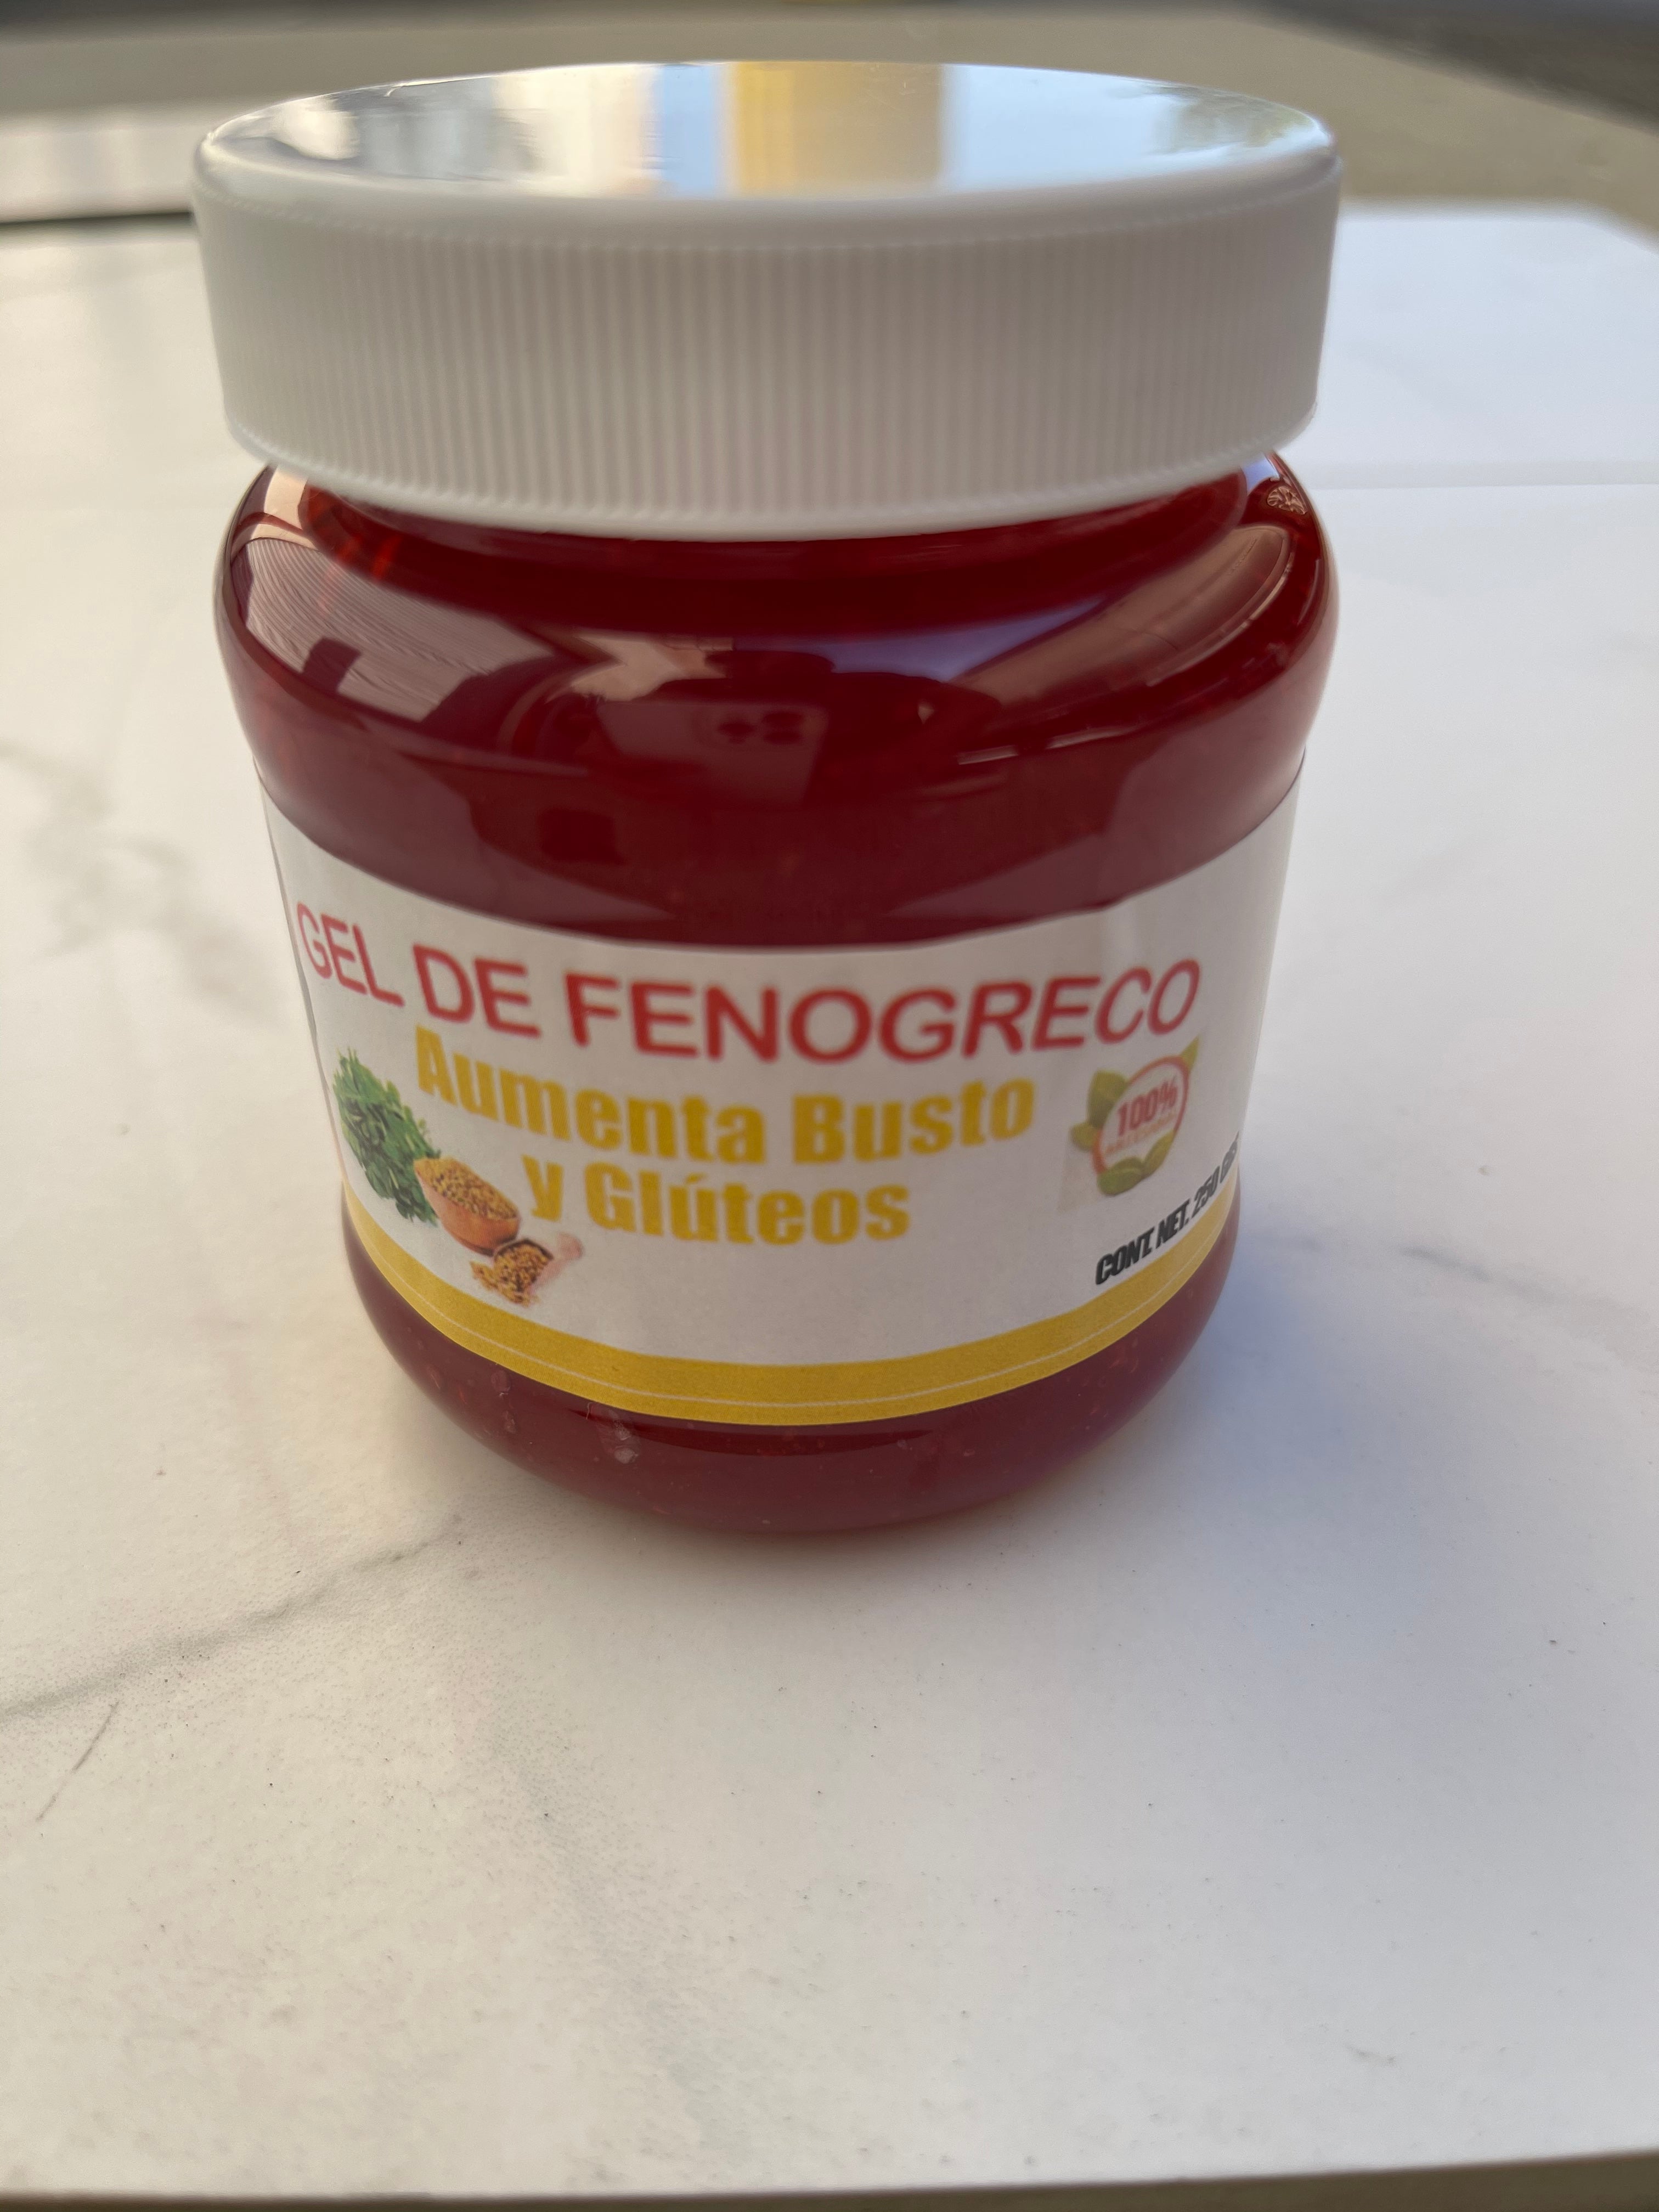 GEL DE FENOGRECO
Aumenta Busto
y Glúteos
100%
CONT. NET. 250